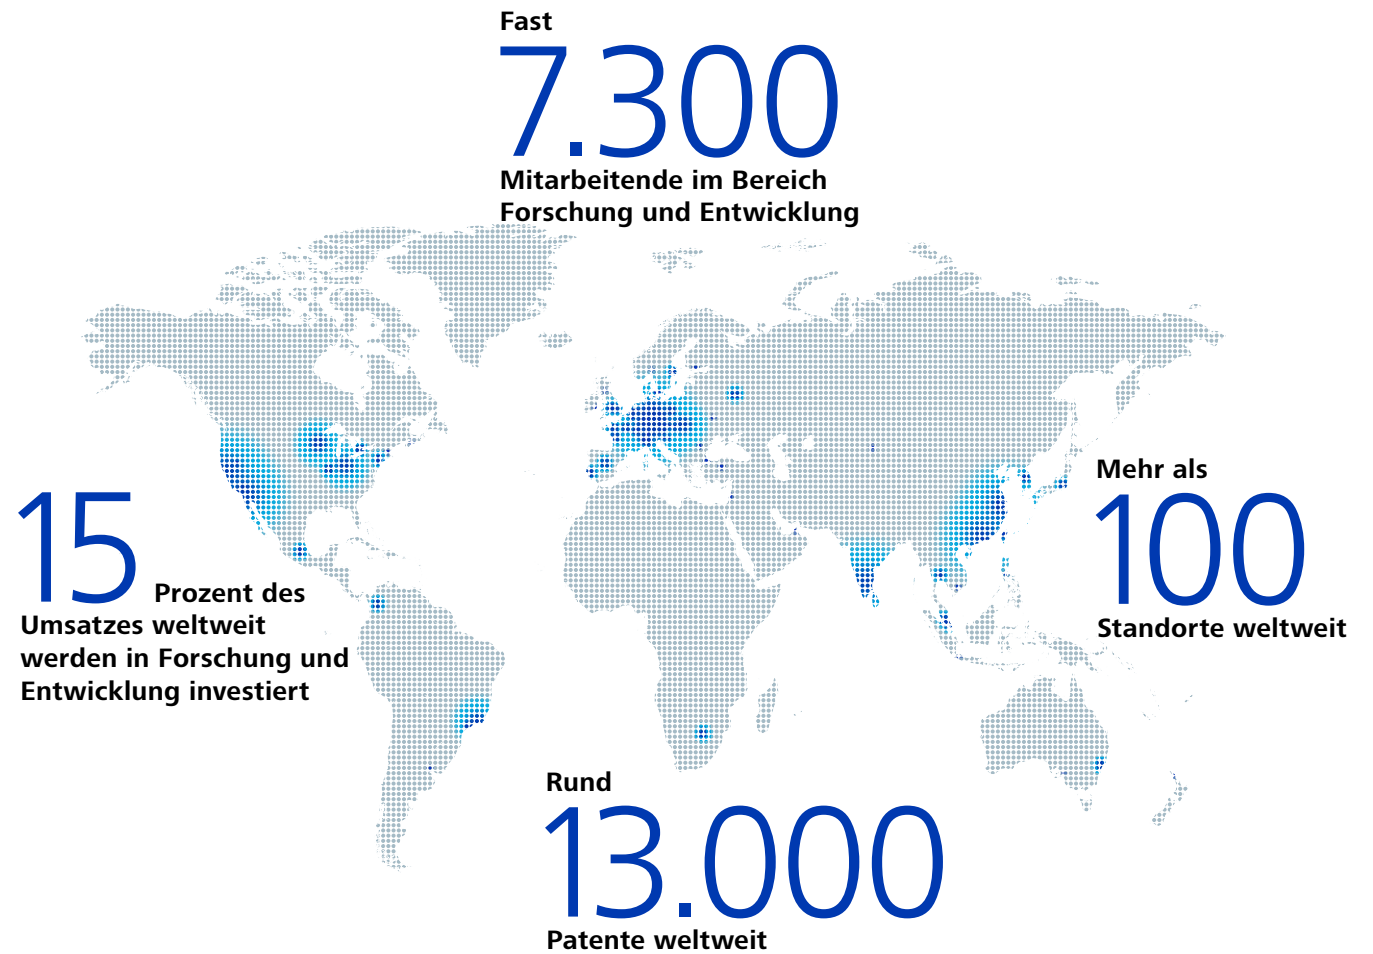 Fast
7.300
Mitarbeitende im Bereich
Forschung und Entwicklung
15
Prozent des
Umsatzes weltweit
werden in Forschung und
Entwicklung investiert
Mehr als
100
Standorte weltweit
Rund
13.000
Patente weltweit